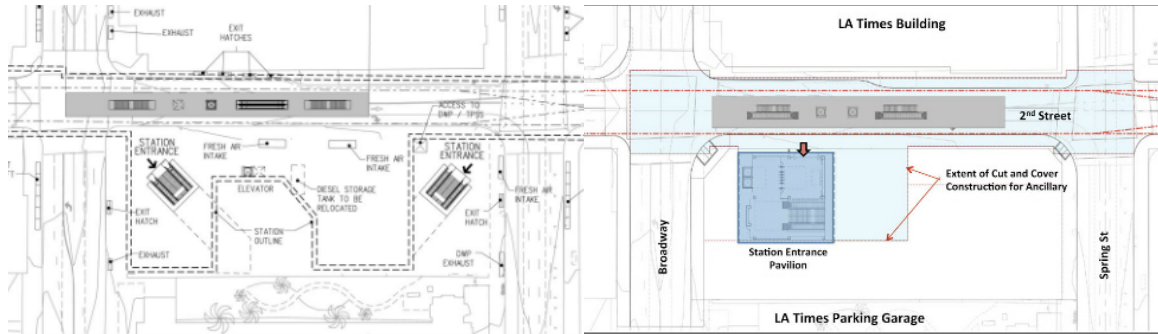 EXHAUST
EXHAUST
EXIT
HATCHES
ACCESS TO
DWP / TPSS
STATION
ENTRANCE
FRESH AIR
INTAKE
FRESH AIR
INTAKE
STATION
ENTRANCE
ELEVATOR
DIESEL STORAGE
TANK TO BE
RELOCATED
FRESH AIR
INTAKE
EXIT
HATCH
STATION
OUTLINE
EXIT
HATCH
EXHAUST
DWP
EXHAUST
LA Times Building
2nd Street
Extent of Cut and Cover
Construction for Ancillary
Broadway
Station Entrance
Pavilion
Spring St
LA Times Parking Garage